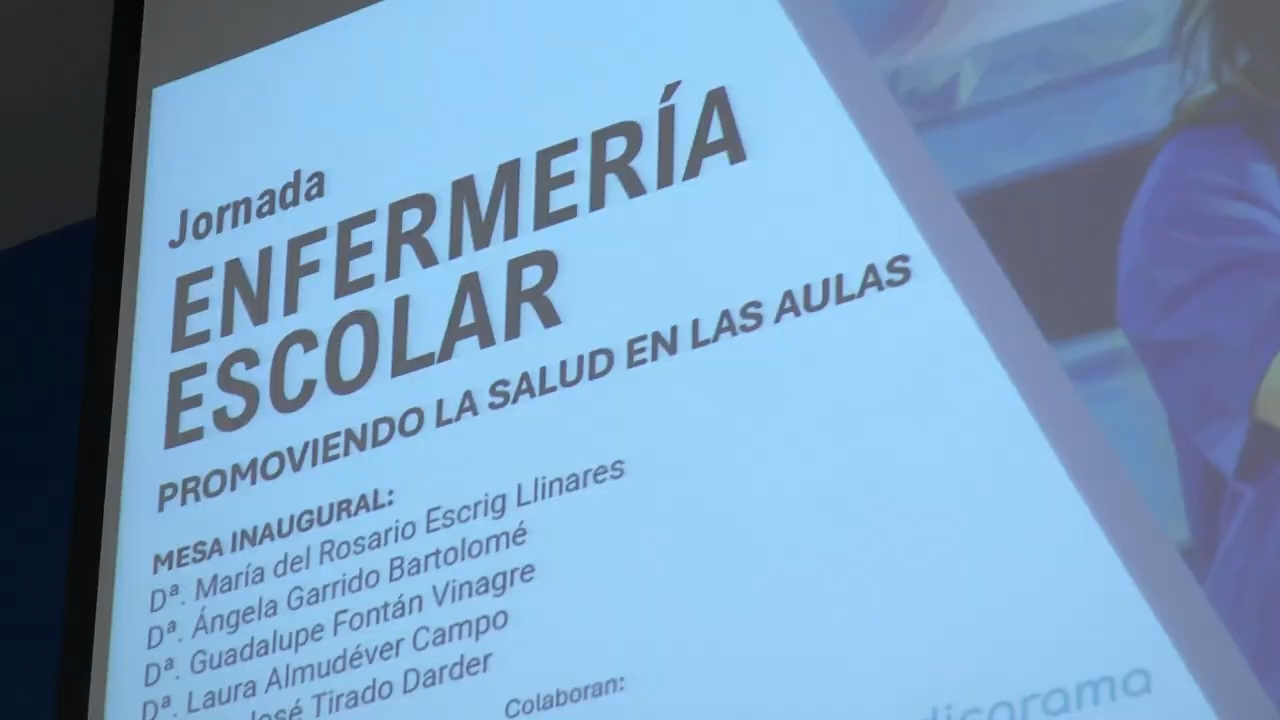 Jornada
ENFERMERÍA
ESCOLAR
PROMOVIENDO LA SALUD EN LAS AULAS
MESA INAUGURAL:
Dª. María del Rosario Escrig Llinares
Dª. Ángela Garrido Bartolomé
Dª. Guadalupe Fontán Vinagre
Dª. Laura Almudéver Campo
José Tirado Darder
Colaboran: